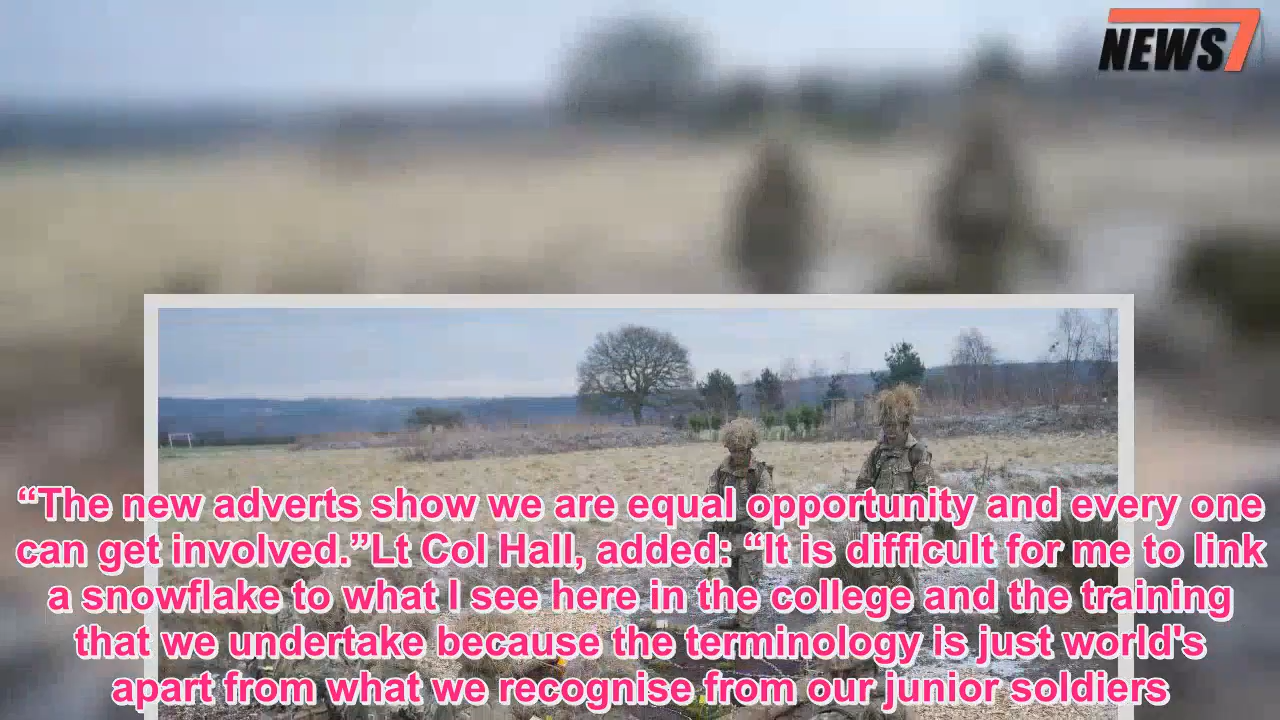 NEWS7
“The new adverts show we are equal opportunity and every one
can get involved.”Lt Col Hall, added: “It is difficult for me to link
a snowflake to what I see here in the college and the training
that we undertake because the terminology is just world's
apart from what we recognise from our junior soldiers